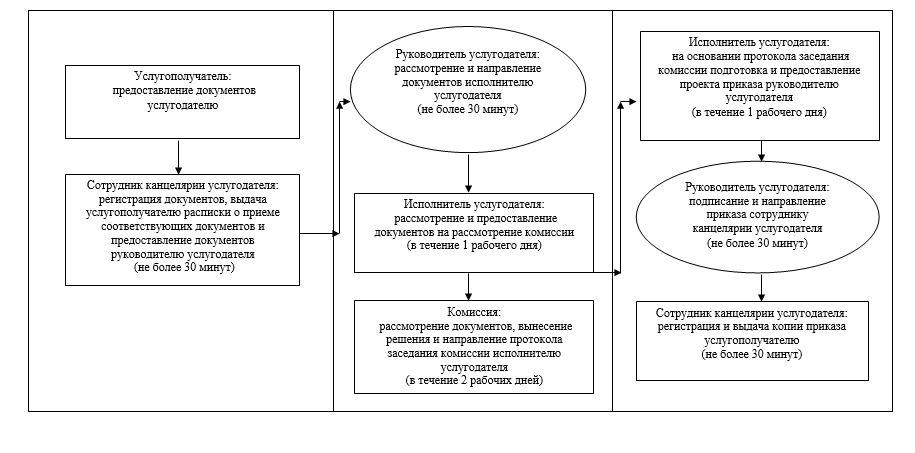 Услугополучатель:
предоставление документов
услугодателю
Сотрудник канцелярии услугодателя:
регистрация документов, выдача
услугополучателю расписки о приеме
соответствующих документов и
предоставление документов
руководителю услугодателя
(не более 30 минут)
Руководитель услугодателя:
рассмотрение и направление
документов исполнителю
услугодателя
(не более 30 минут)
Исполнитель услугодателя:
рассмотрение и предоставление
документов на рассмотрение комиссии
(в течение 1 рабочего дня)
Комиссия:
рассмотрение документов, вынесение
решения и направление протокола
заседания комиссии исполнителю
услугодателя
(в течение 2 рабочих дней)
Исполнитель услугодателя:
на основании протокола заседания
комиссии подготовка и предоставление
проекта приказа руководителю
услугодателя
(в течение 1 рабочего дня)
Руководитель услугодателя:
подписание и направление
приказа сотруднику
канцелярии услугодателя
(не более 30 минут)
Сотрудник канцелярии услугодателя:
регистрация и выдача копии приказа
услугополучателю
(не более 30 минут)